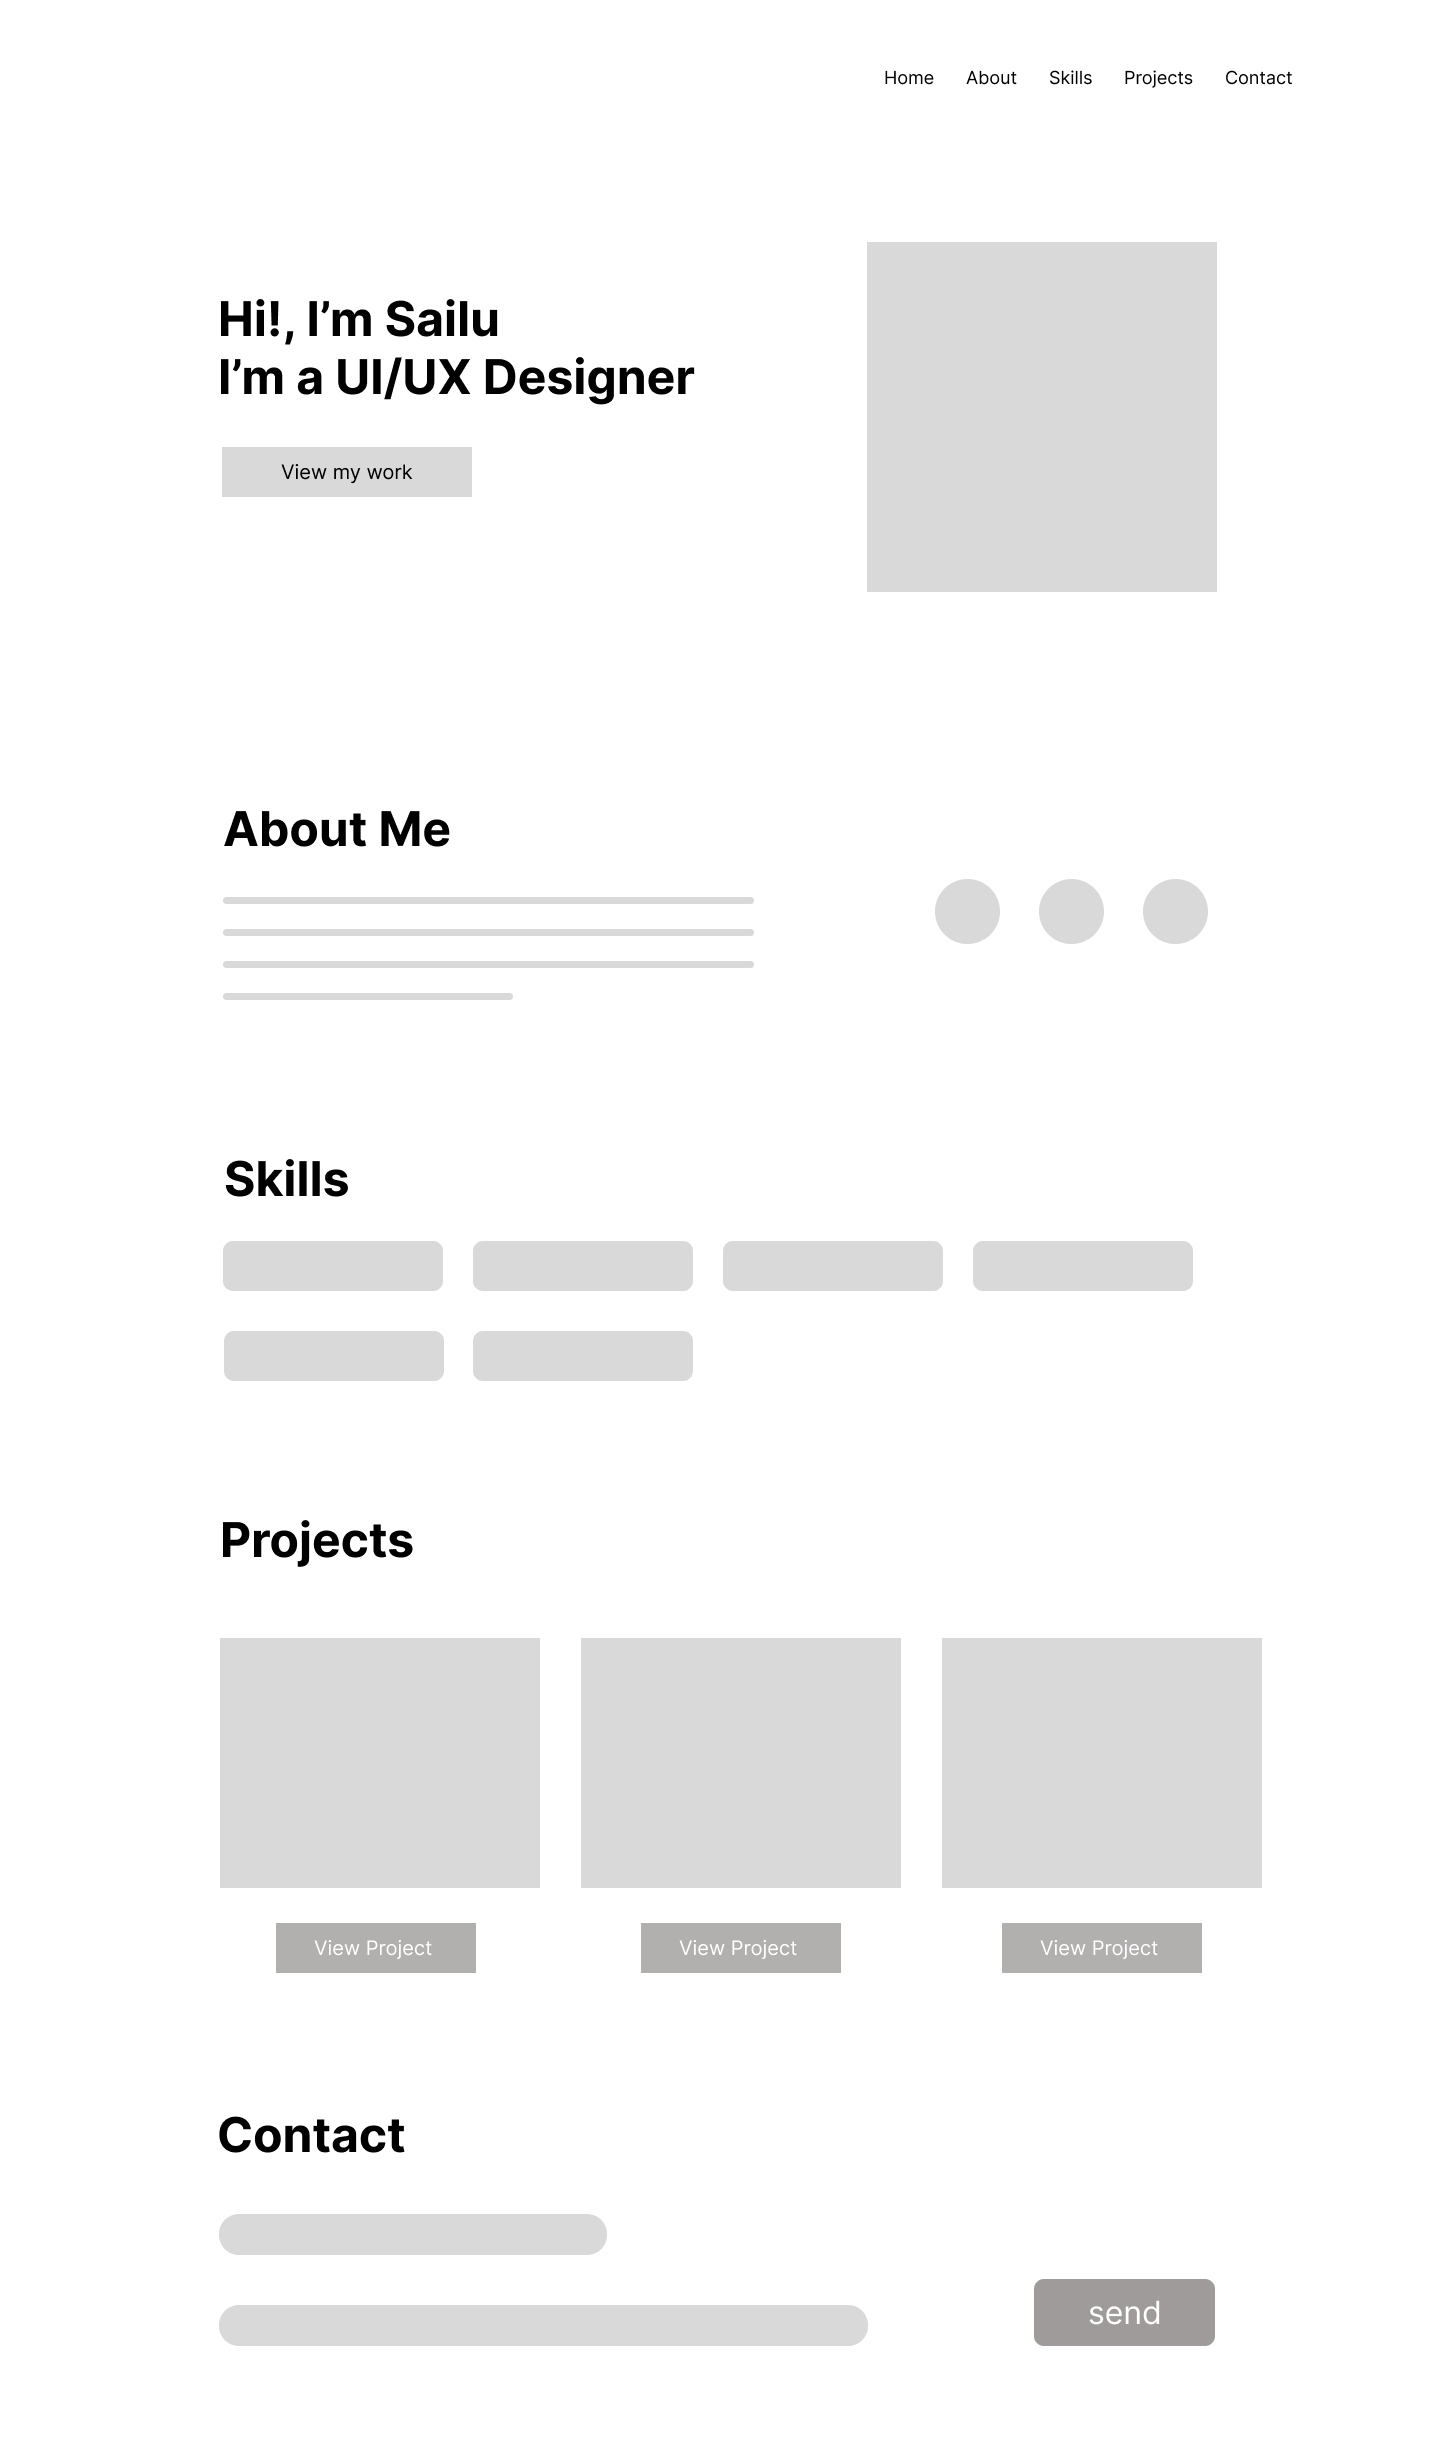 Home About Skills Projects Contact
Hi!, I’m Sailu
I’m a UI/UX Designer
View my work
About Me
Skills
Projects
View Project View Project View Project
Contact
send